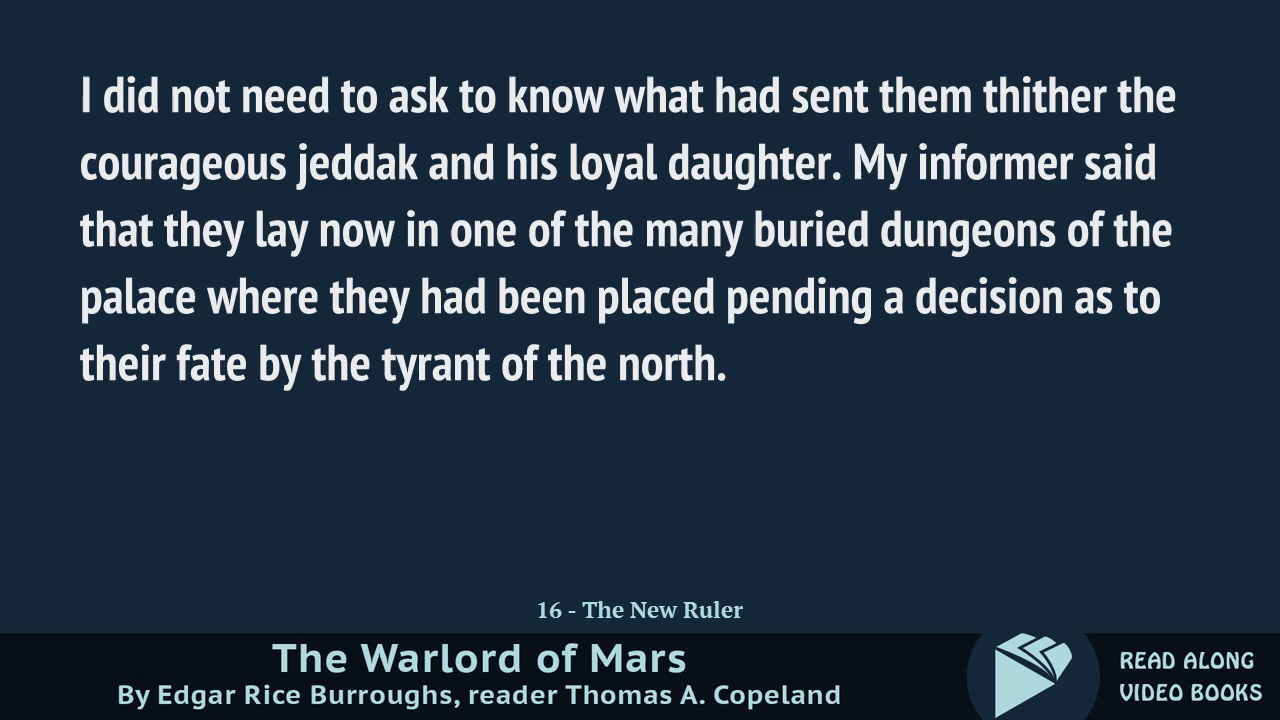 I did not need to ask to know what had sent them thither the
courageous jeddak and his loyal daughter. My informer said
that they lay now in one of the many buried dungeons of the
palace where they had been placed pending a decision as to
their fate by the tyrant of the north.
16 - The New Ruler
The Warlord of Mars
By Edgar Rice Burroughs, reader Thomas A. Copeland
READ ALONG
VIDEO BOOKS